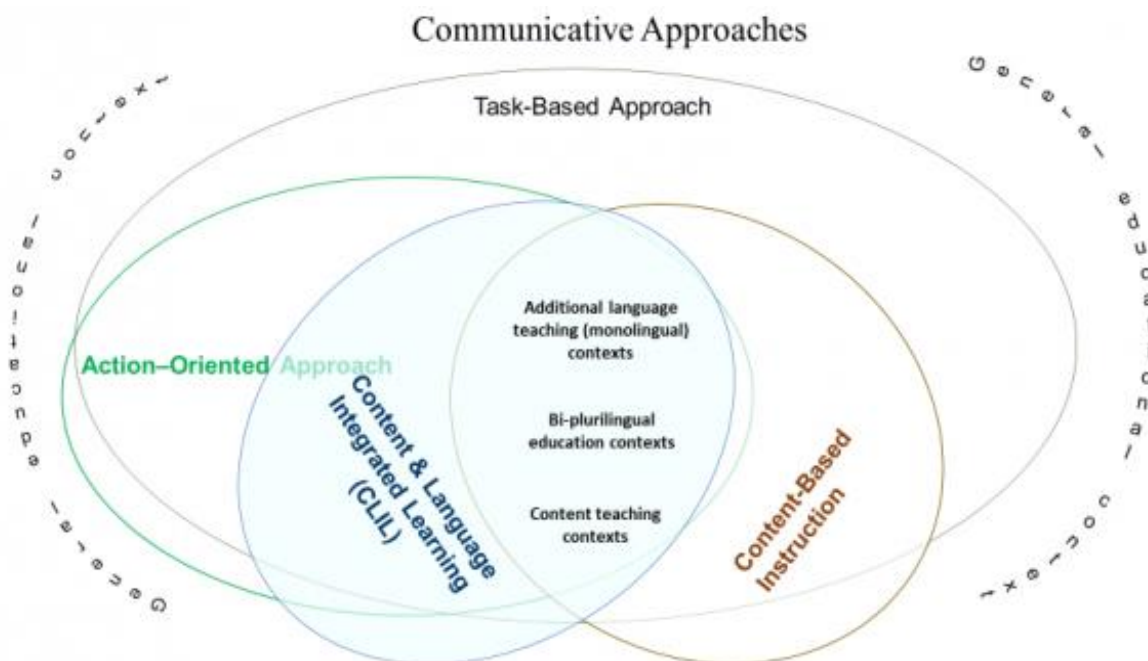 Communicative Approaches
Task-Based Approach
General educational context
General educational context
Additional language
teaching (monolingual)
contexts
Action–Oriented Approach
Bi-plurilingual
education contexts
Content teaching
contexts
Content & Language
Integrated Learning
(CLIL)
Content-Based
Instruction